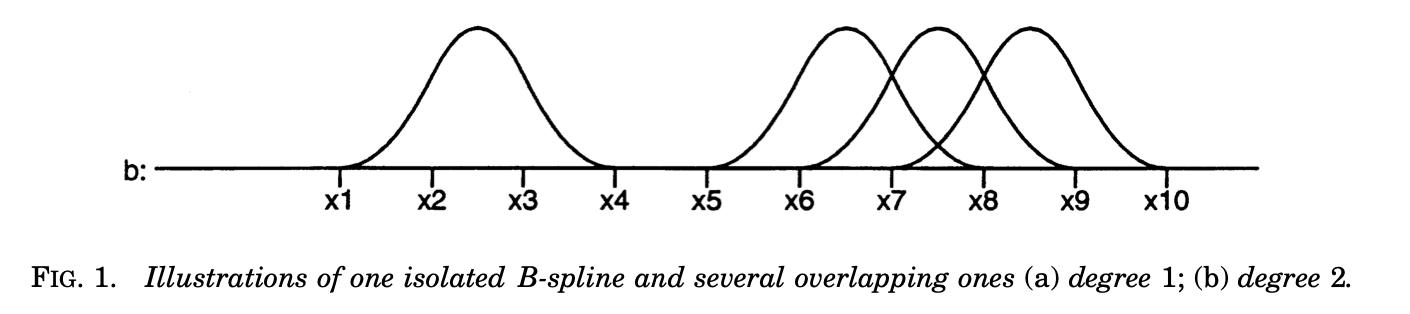 b:
x1 x2 x3 x4 x5 x6 x7 x8 x9 x10
FIG. 1. Illustrations of one isolated B-spline and several overlapping ones (a) degree 1; (b) degree 2.